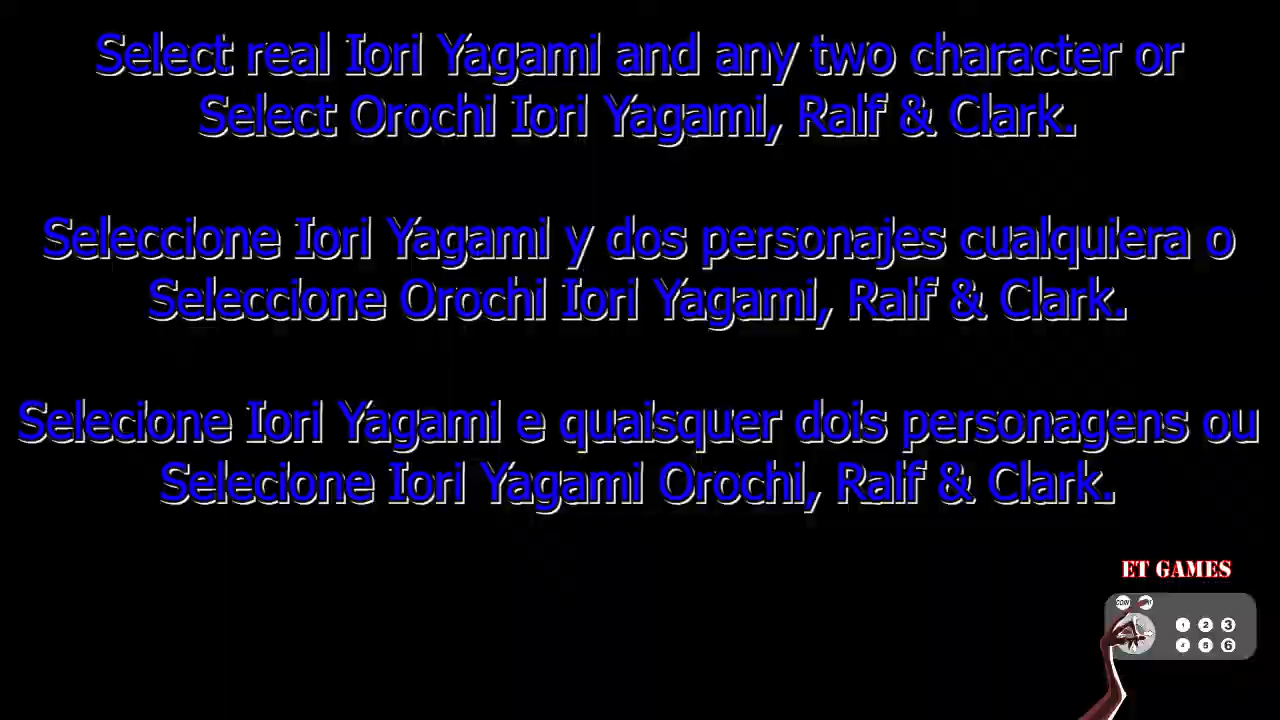 Select real Iori Yagami and any two character or
Select Orochi Iori Yagami, Ralf & Clark.
Seleccione Iori Yagami y dos personajes cualquiera o
Seleccione Orochi Iori Yagami, Ralf & Clark.
Selecione Iori Yagami e quaisquer dois personagens ou
Selecione Iori Yagami Orochi, Ralf & Clark.
ET GAMES
COIN
1 2 3
4 5 6